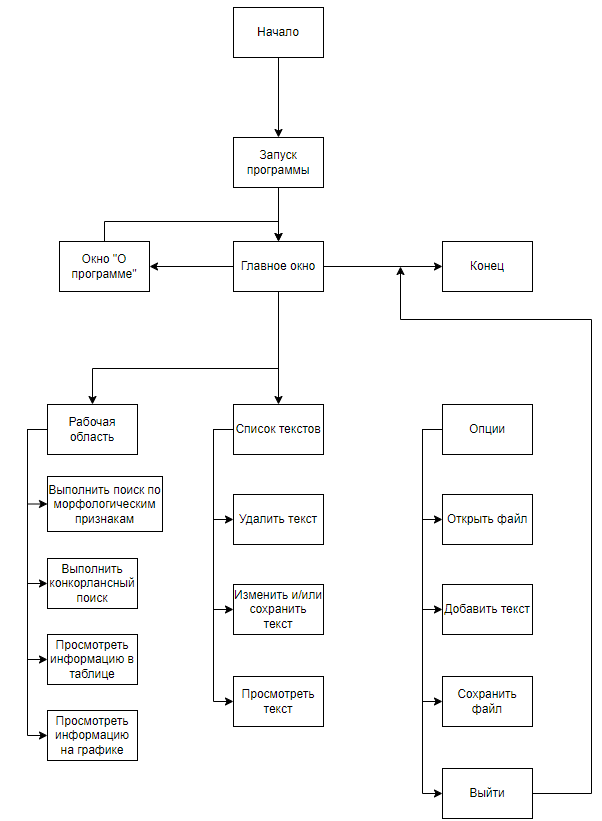 Начало
Запуск
программы
Окно "О
программе"
Главное окно
Конец
Рабочая
область
Список текстов
Опции
Выполнить поиск по
морфологическим
признакам
Удалить текст
Открыть файл
Выполнить
конкорлансный
поиск
Изменить и/или
сохранить
текст
Добавить текст
Просмотреть
информацию в
таблице
Просмотреть
текст
Сохранить
файл
Просмотреть
информацию
на графике
Выйти